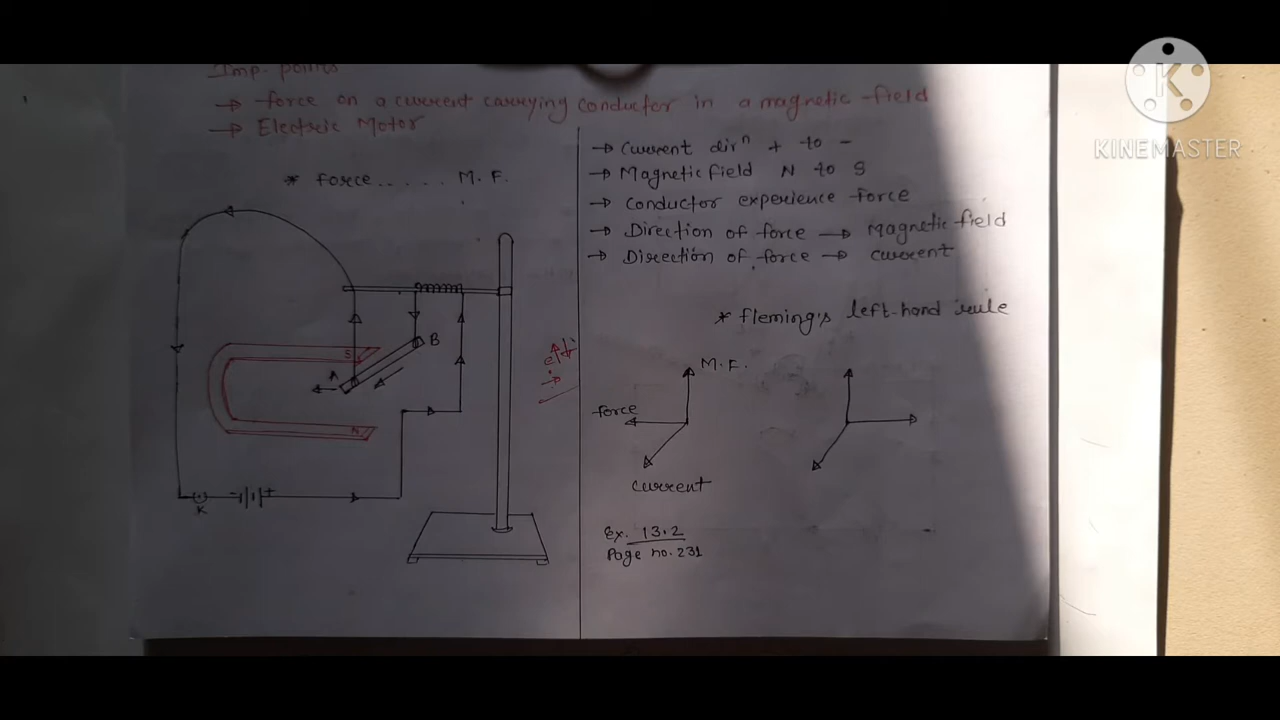 Imp. points
→ force on a current carrying conductor in a magnetic field
→ Electric Motor
* force..... M. F.
S
A
B
N
K
- +
→ Current dirⁿ + to -
→ Magnetic field N to S
→ Conductor experience force
→ Direction of force → Magnetic field
→ Direction of force → current
* fleming's left-hand rule
M. F.
force
current
Ex. 13.2
Page no. 231
K
KINEMASTER